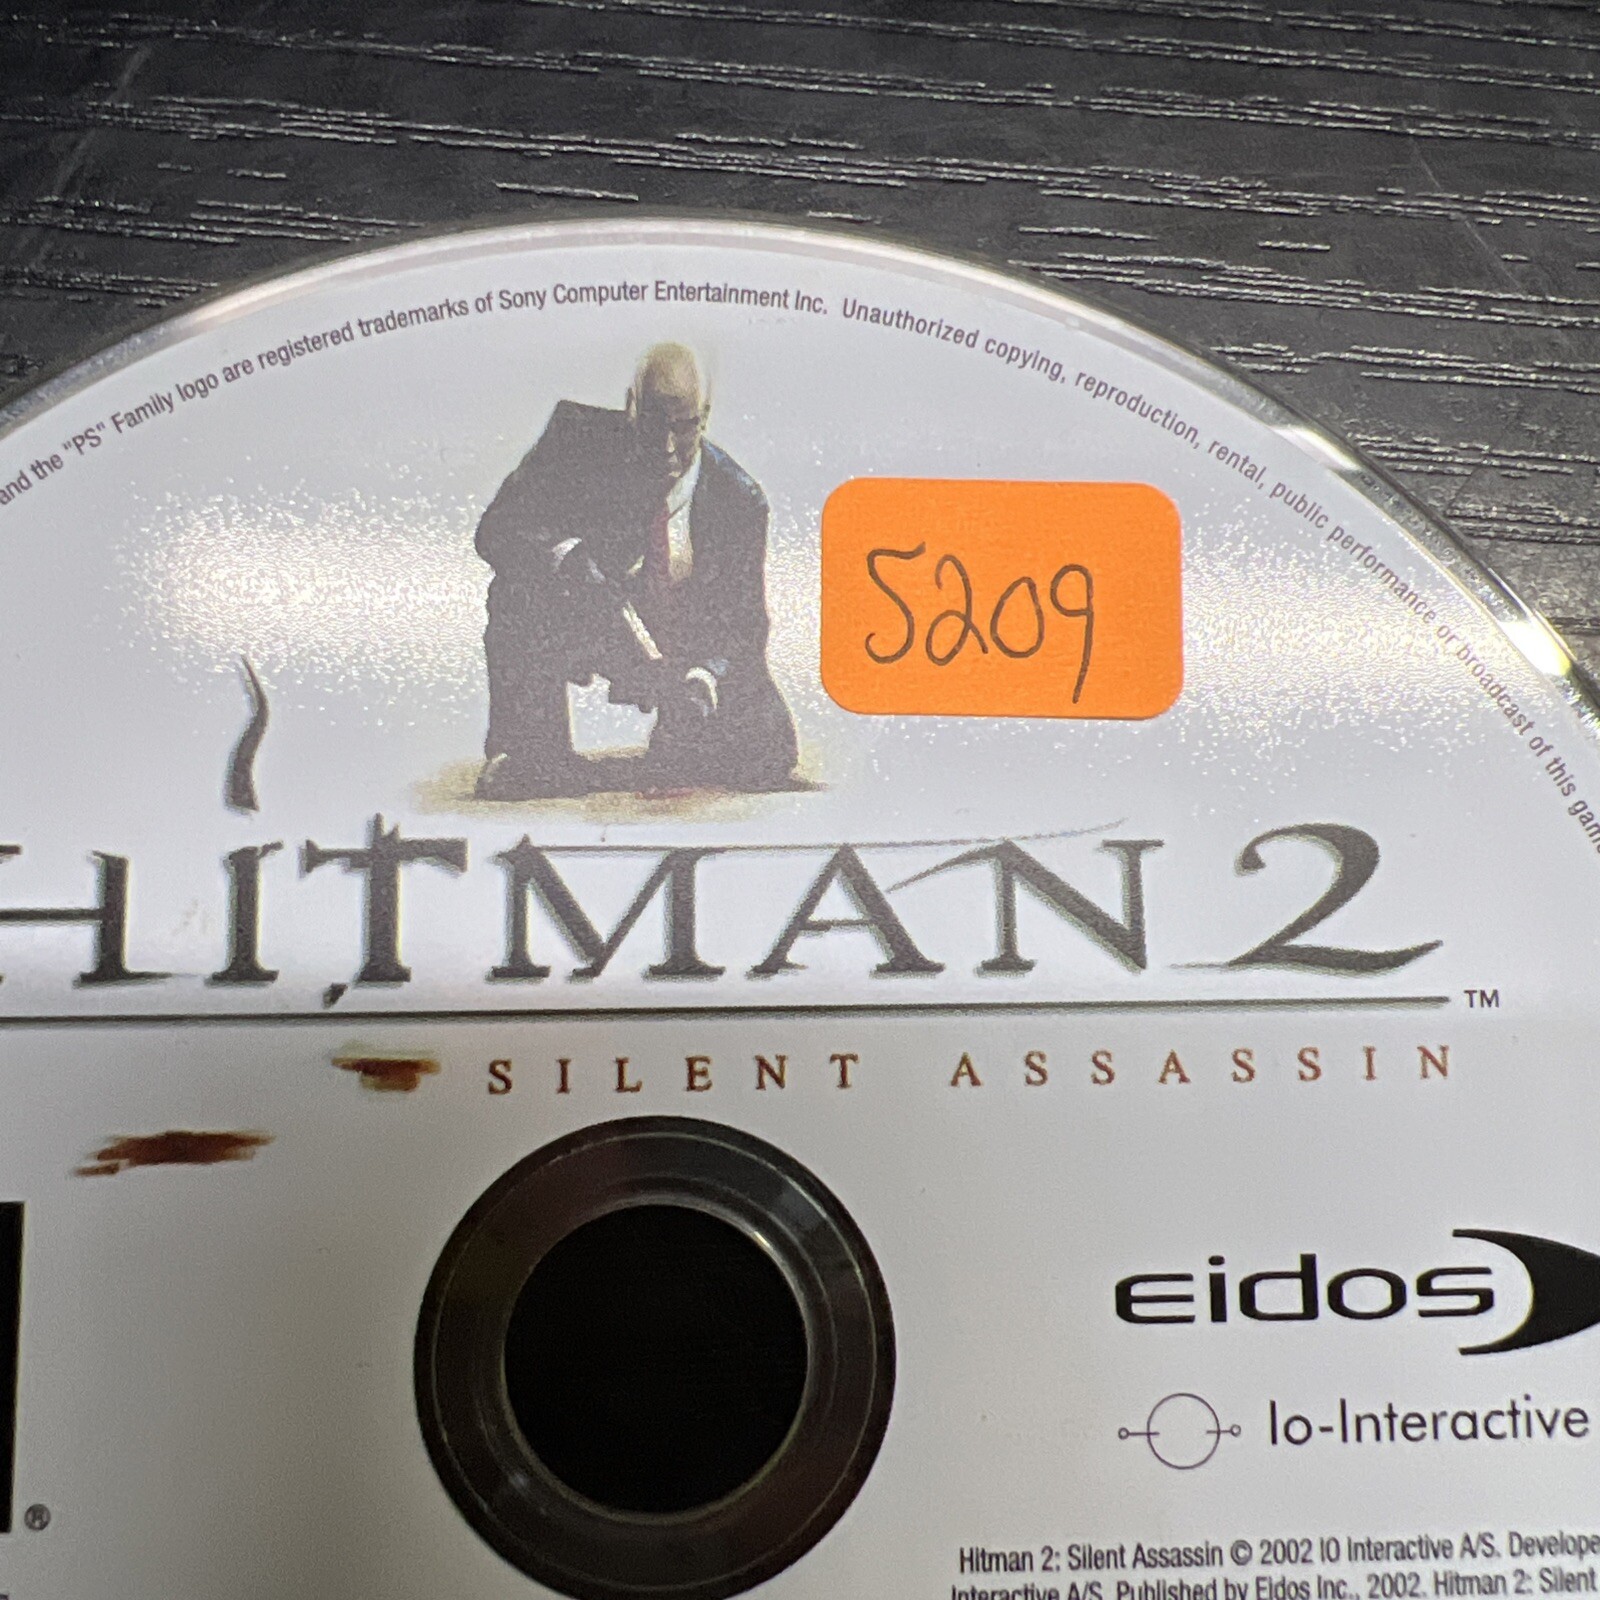 and the "PS" Family logo are registered trademarks of Sony Computer Entertainment Inc. Unauthorized copying, reproduction, rental, public performance or broadcast of this game
5209
HITMAN 2
TM
SILENT ASSASSIN
eidos
Io-Interactive
®
Hitman 2: Silent Assassin © 2002 IO Interactive A/S. Develope
Interactive A/S. Published by Eidos Inc., 2002. Hitman 2: Silent